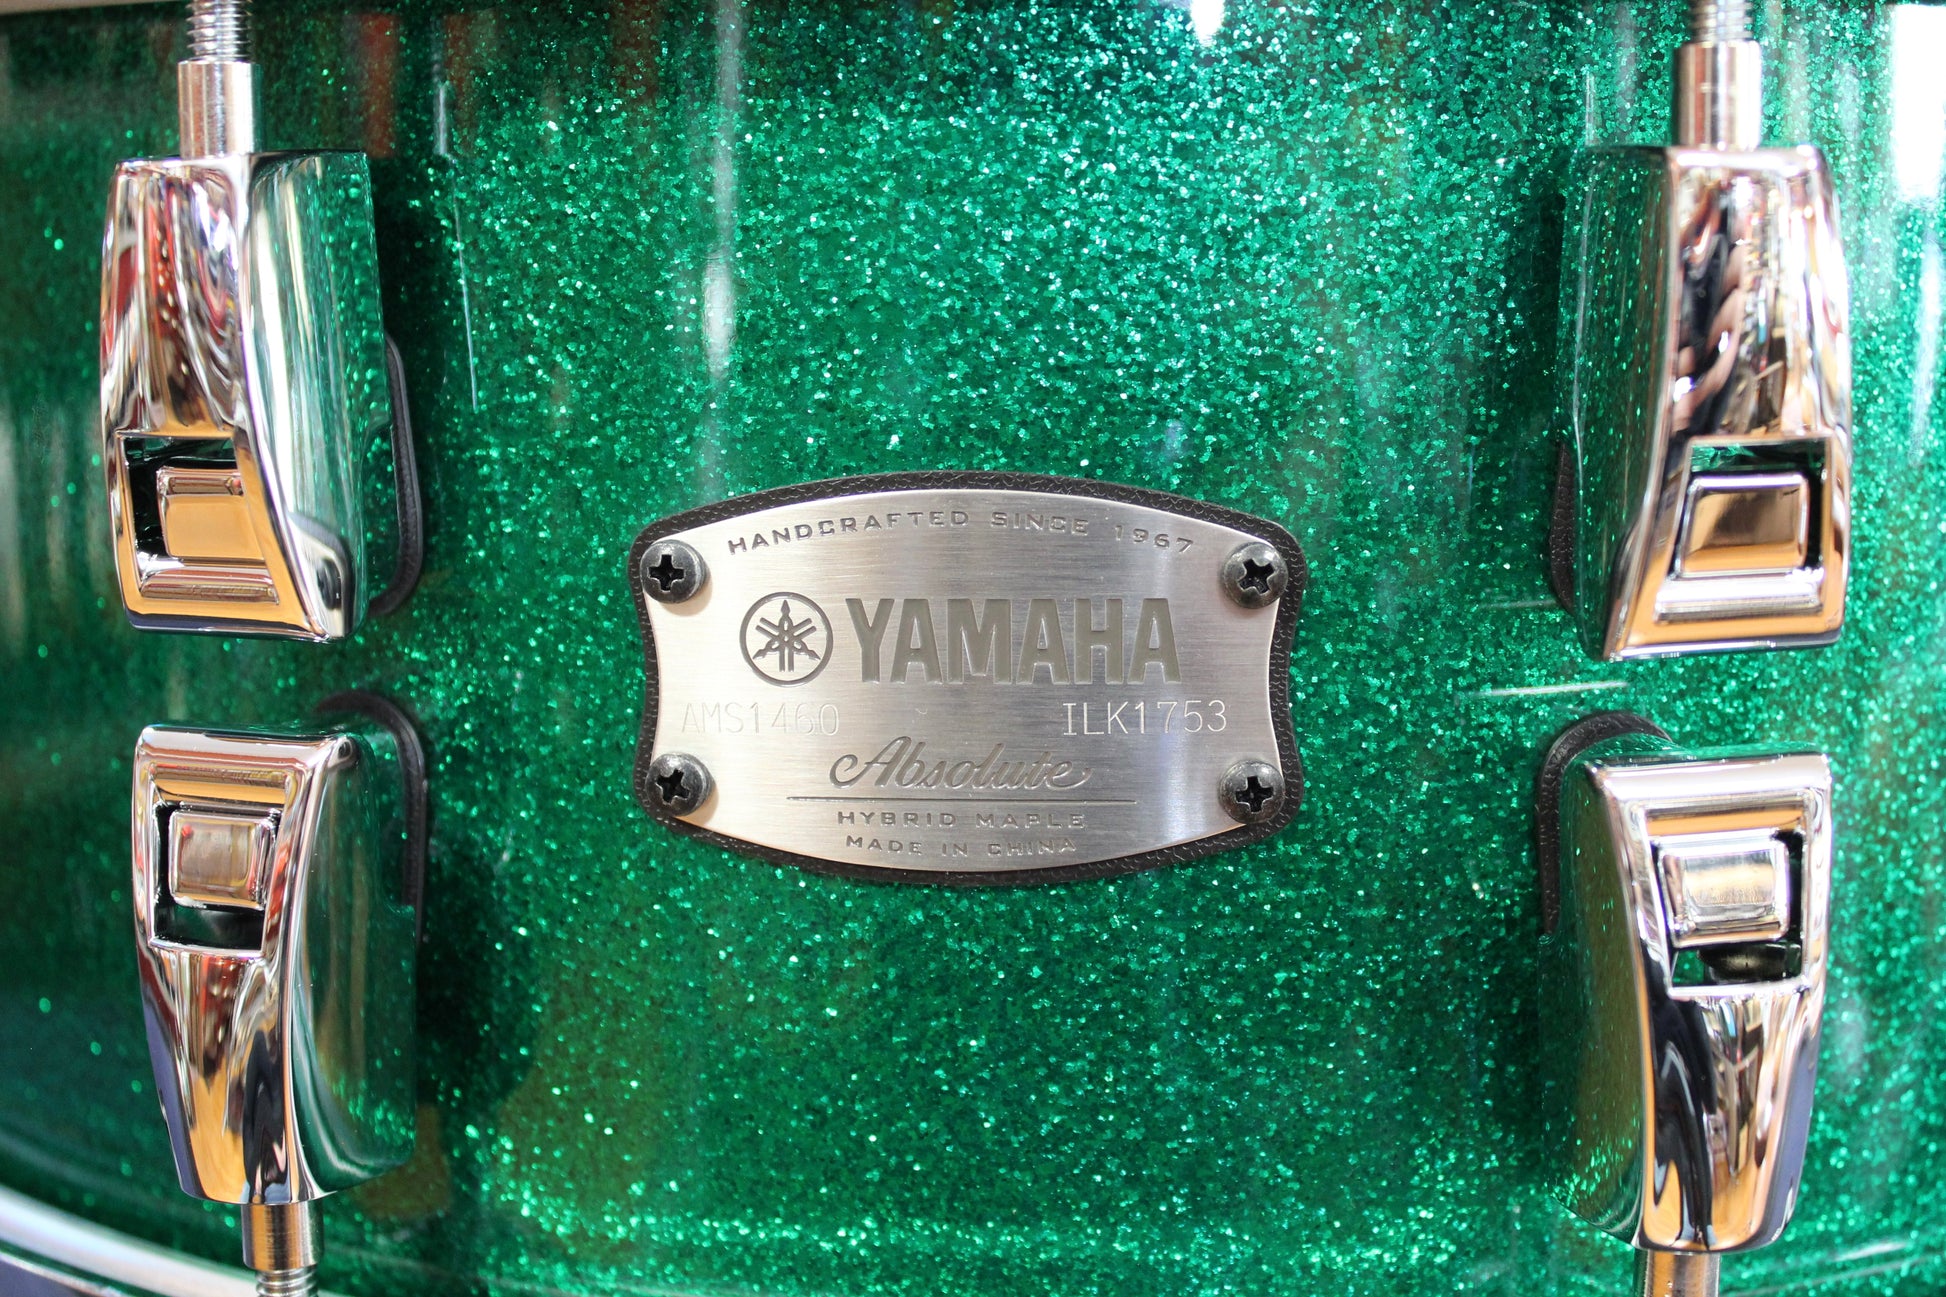 HANDCRAFTED SINCE 1967
YAMAHA
AMS1460 ILK1753
Absolute
HYBRID MAPLE
MADE IN CHINA